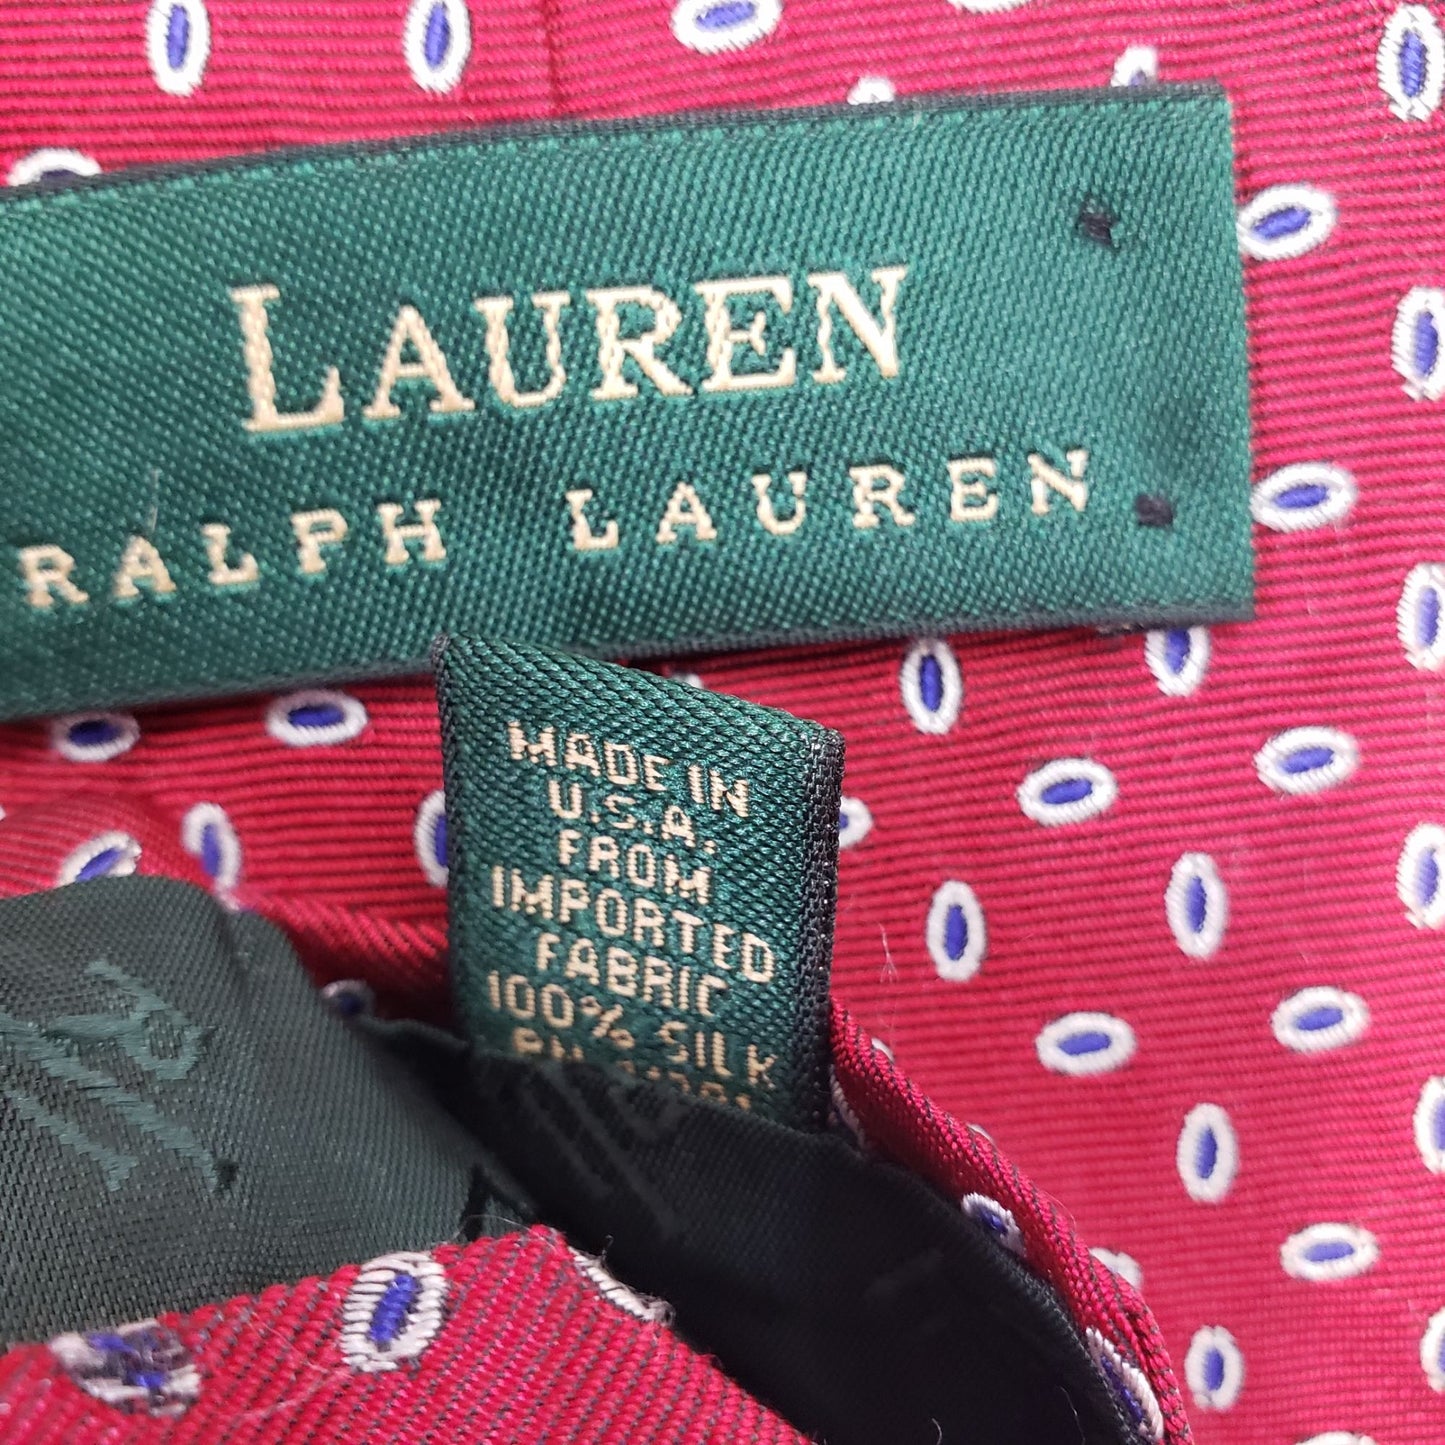 LAUREN
RALPH LAUREN
MADE IN
U.S.A.
FROM
IMPORTED
FABRIC
100% SILK